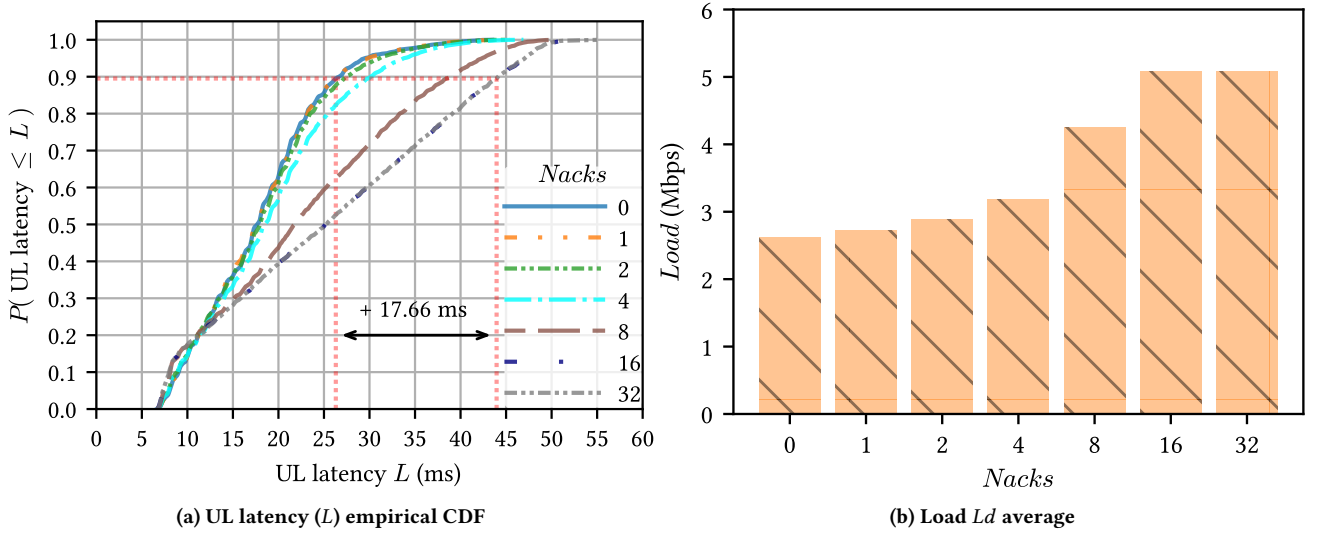 P( UL latency ≤ L )
1.0
0.9
0.8
0.7
0.6
0.5
0.4
0.3
0.2
0.1
0.0
0 5 10 15 20 25 30 35 40 45 50 55 60
UL latency L (ms)
+ 17.66 ms
Nacks
0
1
2
4
8
16
32
(a) UL latency (L) empirical CDF
Load (Mbps)
6
5
4
3
2
1
0
0 1 2 4 8 16 32
Nacks
(b) Load Ld average